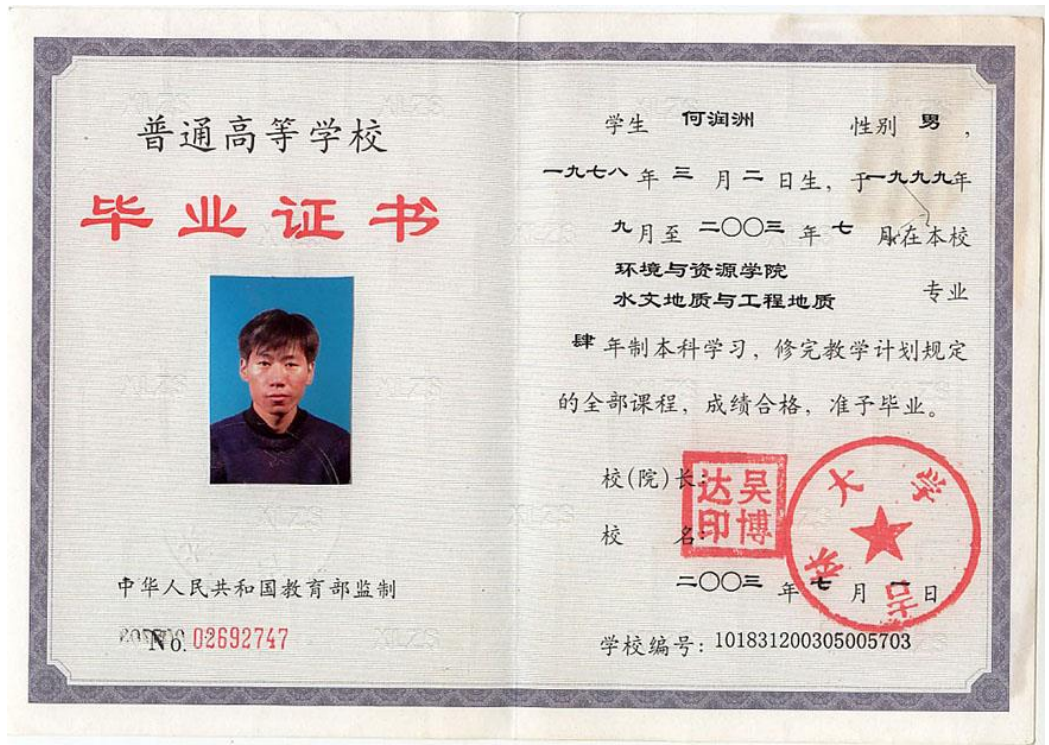 普通高等学校
毕业证书
中华人民共和国教育部监制
No. 02692747
学生 何润洲 性别 男,
一九七八年三月二日生,于一九九九年
九月至二〇〇三年七月在本校
环境与资源学院
水文地质与工程地质 专业
肆年制本科学习,修完教学计划规定
的全部课程,成绩合格,准予毕业。
校(院)长:
吴博达印
校名:
吉林大学
二〇〇三年七月一日
学校编号:101831200305005703
XLZS